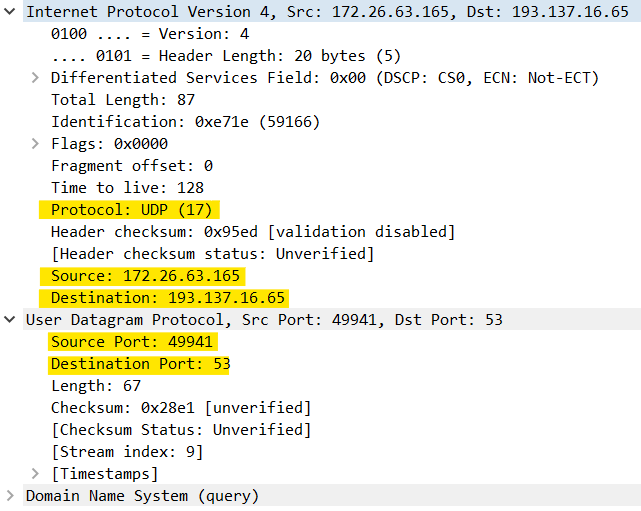 Internet Protocol Version 4, Src: 172.26.63.165, Dst: 193.137.16.65
0100 .... = Version: 4
.... 0101 = Header Length: 20 bytes (5)
Differentiated Services Field: 0x00 (DSCP: CS0, ECN: Not-ECT)
Total Length: 87
Identification: 0xe71e (59166)
Flags: 0x0000
Fragment offset: 0
Time to live: 128
Protocol: UDP (17)
Header checksum: 0x95ed [validation disabled]
[Header checksum status: Unverified]
Source: 172.26.63.165
Destination: 193.137.16.65
User Datagram Protocol, Src Port: 49941, Dst Port: 53
Source Port: 49941
Destination Port: 53
Length: 67
Checksum: 0x28e1 [unverified]
[Checksum Status: Unverified]
[Stream index: 9]
[Timestamps]
Domain Name System (query)